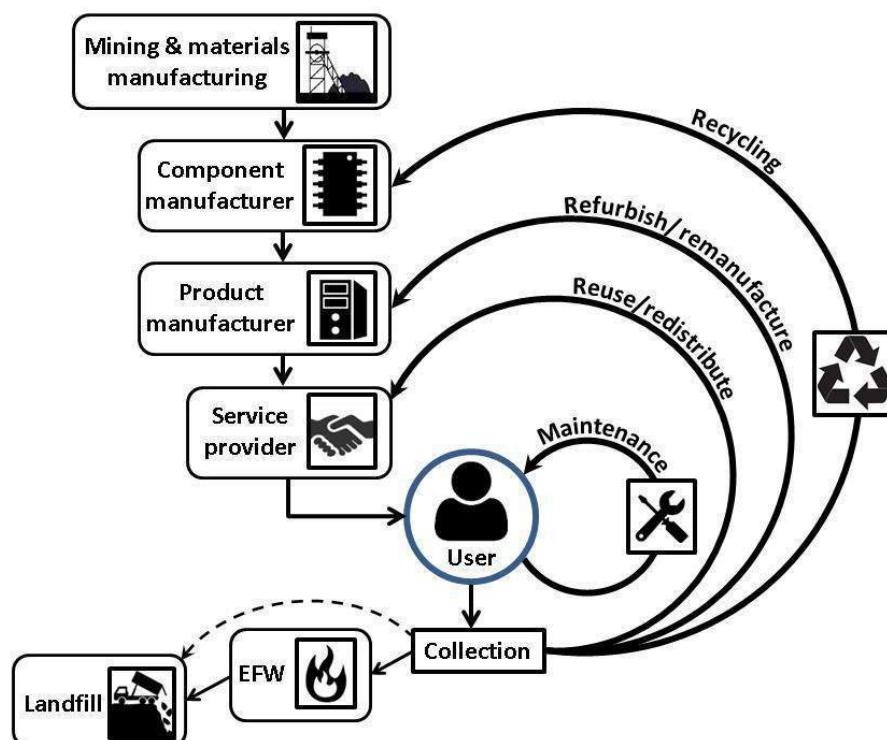 Mining & materials
manufacturing
Component
manufacturer
Product
manufacturer
Service
provider
User
Collection
EFW
Landfill
Maintenance
Reuse/redistribute
Refurbish/remanufacture
Recycling